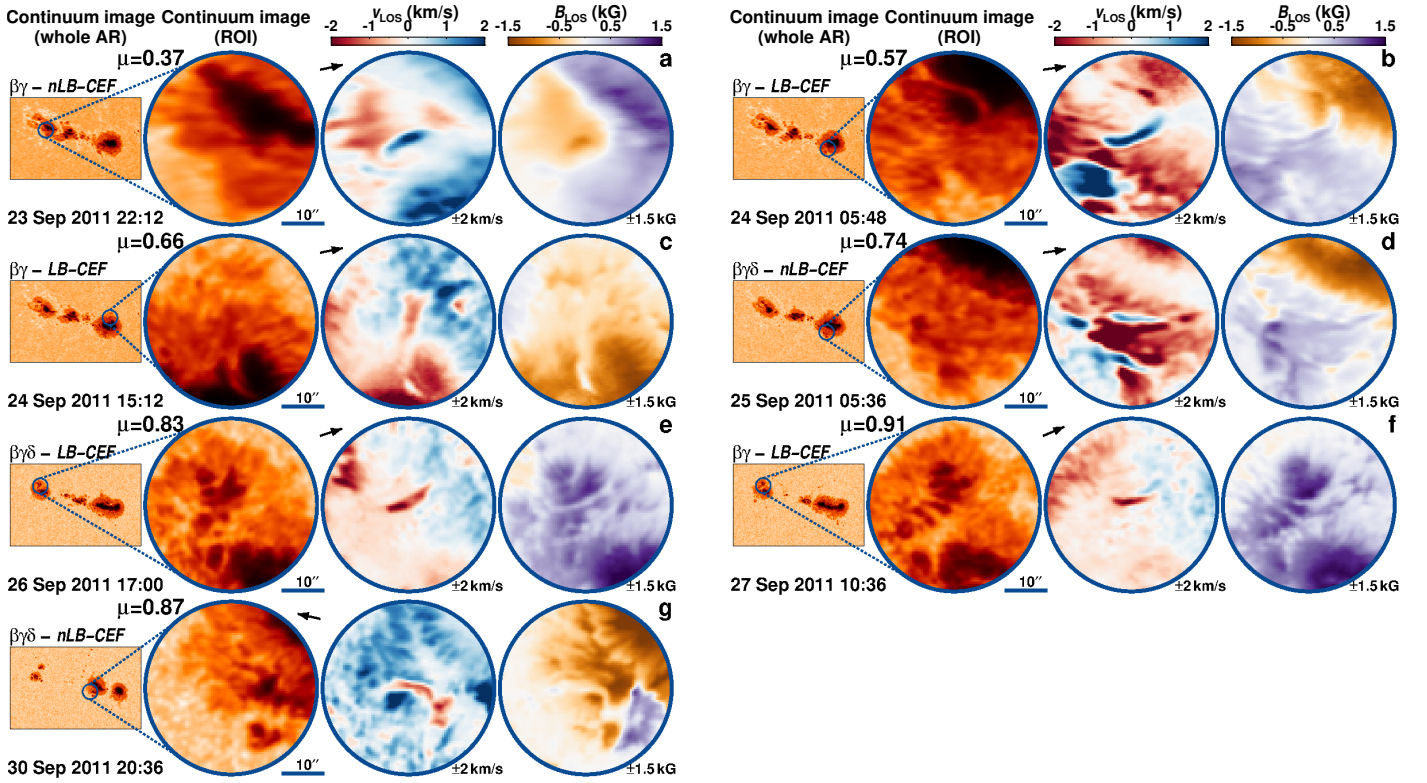 Continuum image Continuum image v_LOS (km/s) B_LOS (kG)
(whole AR) (ROI) -2 -1 0 1 2 -1.5 -0.5 0.5 1.5
μ=0.37 a
βγ – nLB–CEF
23 Sep 2011 22:12 10′′ ±2 km/s ±1.5 kG
Continuum image Continuum image v_LOS (km/s) B_LOS (kG)
(whole AR) (ROI) -2 -1 0 1 2 -1.5 -0.5 0.5 1.5
μ=0.57 b
βγ – LB–CEF
24 Sep 2011 05:48 10′′ ±2 km/s ±1.5 kG
μ=0.66 c
βγ – LB–CEF
24 Sep 2011 15:12 10′′ ±2 km/s ±1.5 kG
μ=0.74 d
βγδ – nLB–CEF
25 Sep 2011 05:36 10′′ ±2 km/s ±1.5 kG
μ=0.83 e
βγδ – LB–CEF
26 Sep 2011 17:00 10′′ ±2 km/s ±1.5 kG
μ=0.91 f
βγ – LB–CEF
27 Sep 2011 10:36 10′′ ±2 km/s ±1.5 kG
μ=0.87 g
βγδ – nLB–CEF
30 Sep 2011 20:36 10′′ ±2 km/s ±1.5 kG